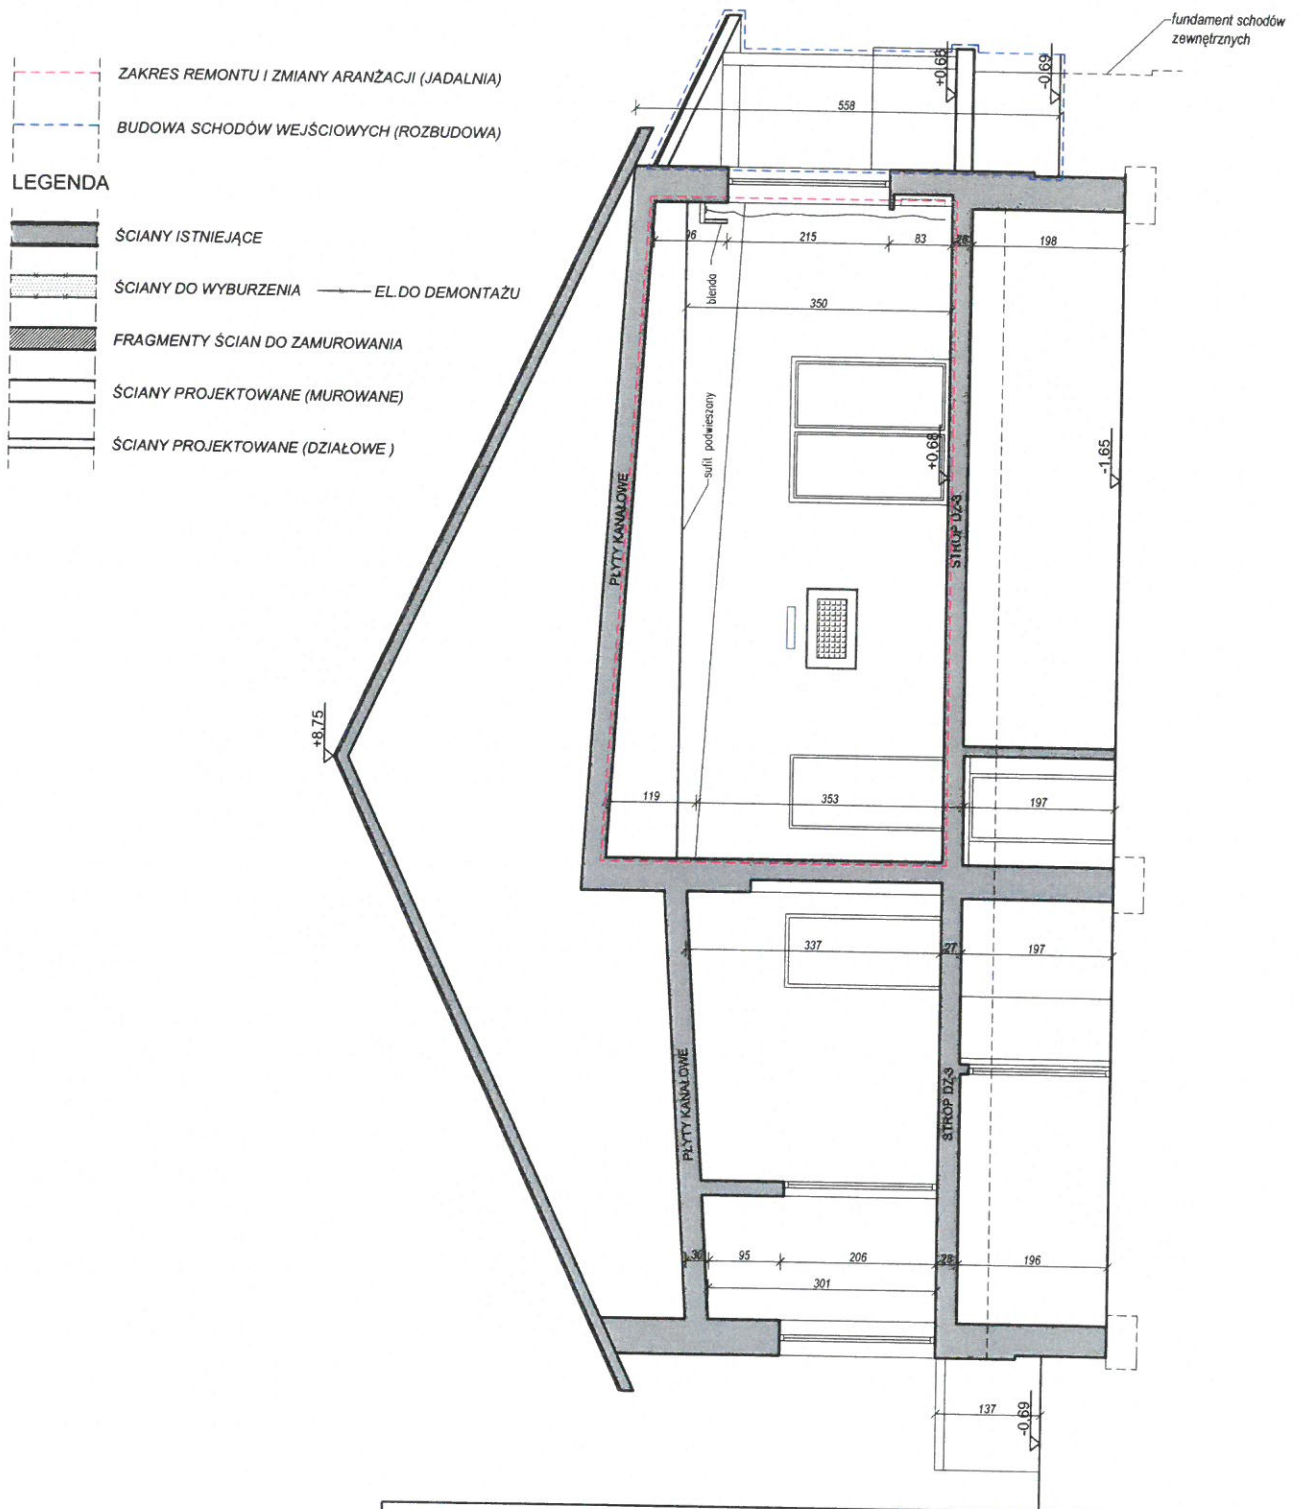 fundament schodów
zewnętrznych
ZAKRES REMONTU I ZMIANY ARANŻACJI (JADALNIA)
BUDOWA SCHODÓW WEJŚCIOWYCH (ROZBUDOWA)
LEGENDA
ŚCIANY ISTNIEJĄCE
ŚCIANY DO WYBURZENIA
EL.DO DEMONTAŻU
FRAGMENTY ŚCIAN DO ZAMUROWANIA
ŚCIANY PROJEKTOWANE (MUROWANE)
ŚCIANY PROJEKTOWANE (DZIAŁOWE )
+0.68
-0.69
558
96
215
83
28
198
blenda
350
sufit podwieszony
+0.68
-1.65
PŁYTY KANAŁOWE
STROP DZ-3
+8,75
119
353
197
337
27
197
PŁYTY KANAŁOWE
STROP DZ-3
30
95
206
28
196
301
137
-0.69